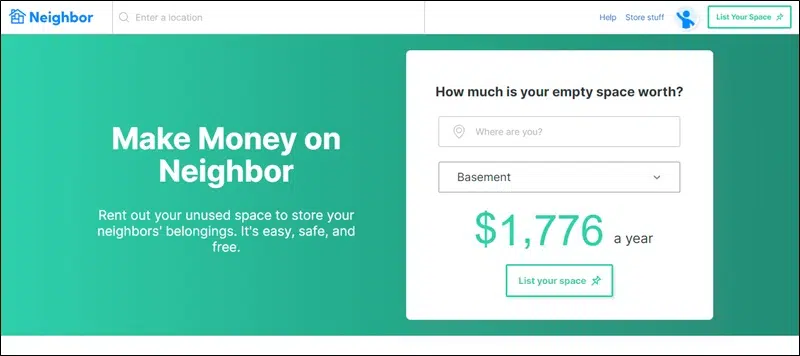 Neighbor
Enter a location
Help
Store stuff
List Your Space
Make Money on
Neighbor
Rent out your unused space to store your
neighbors' belongings. It's easy, safe, and
free.
How much is your empty space worth?
Where are you?
Basement
$1,776 a year
List your space